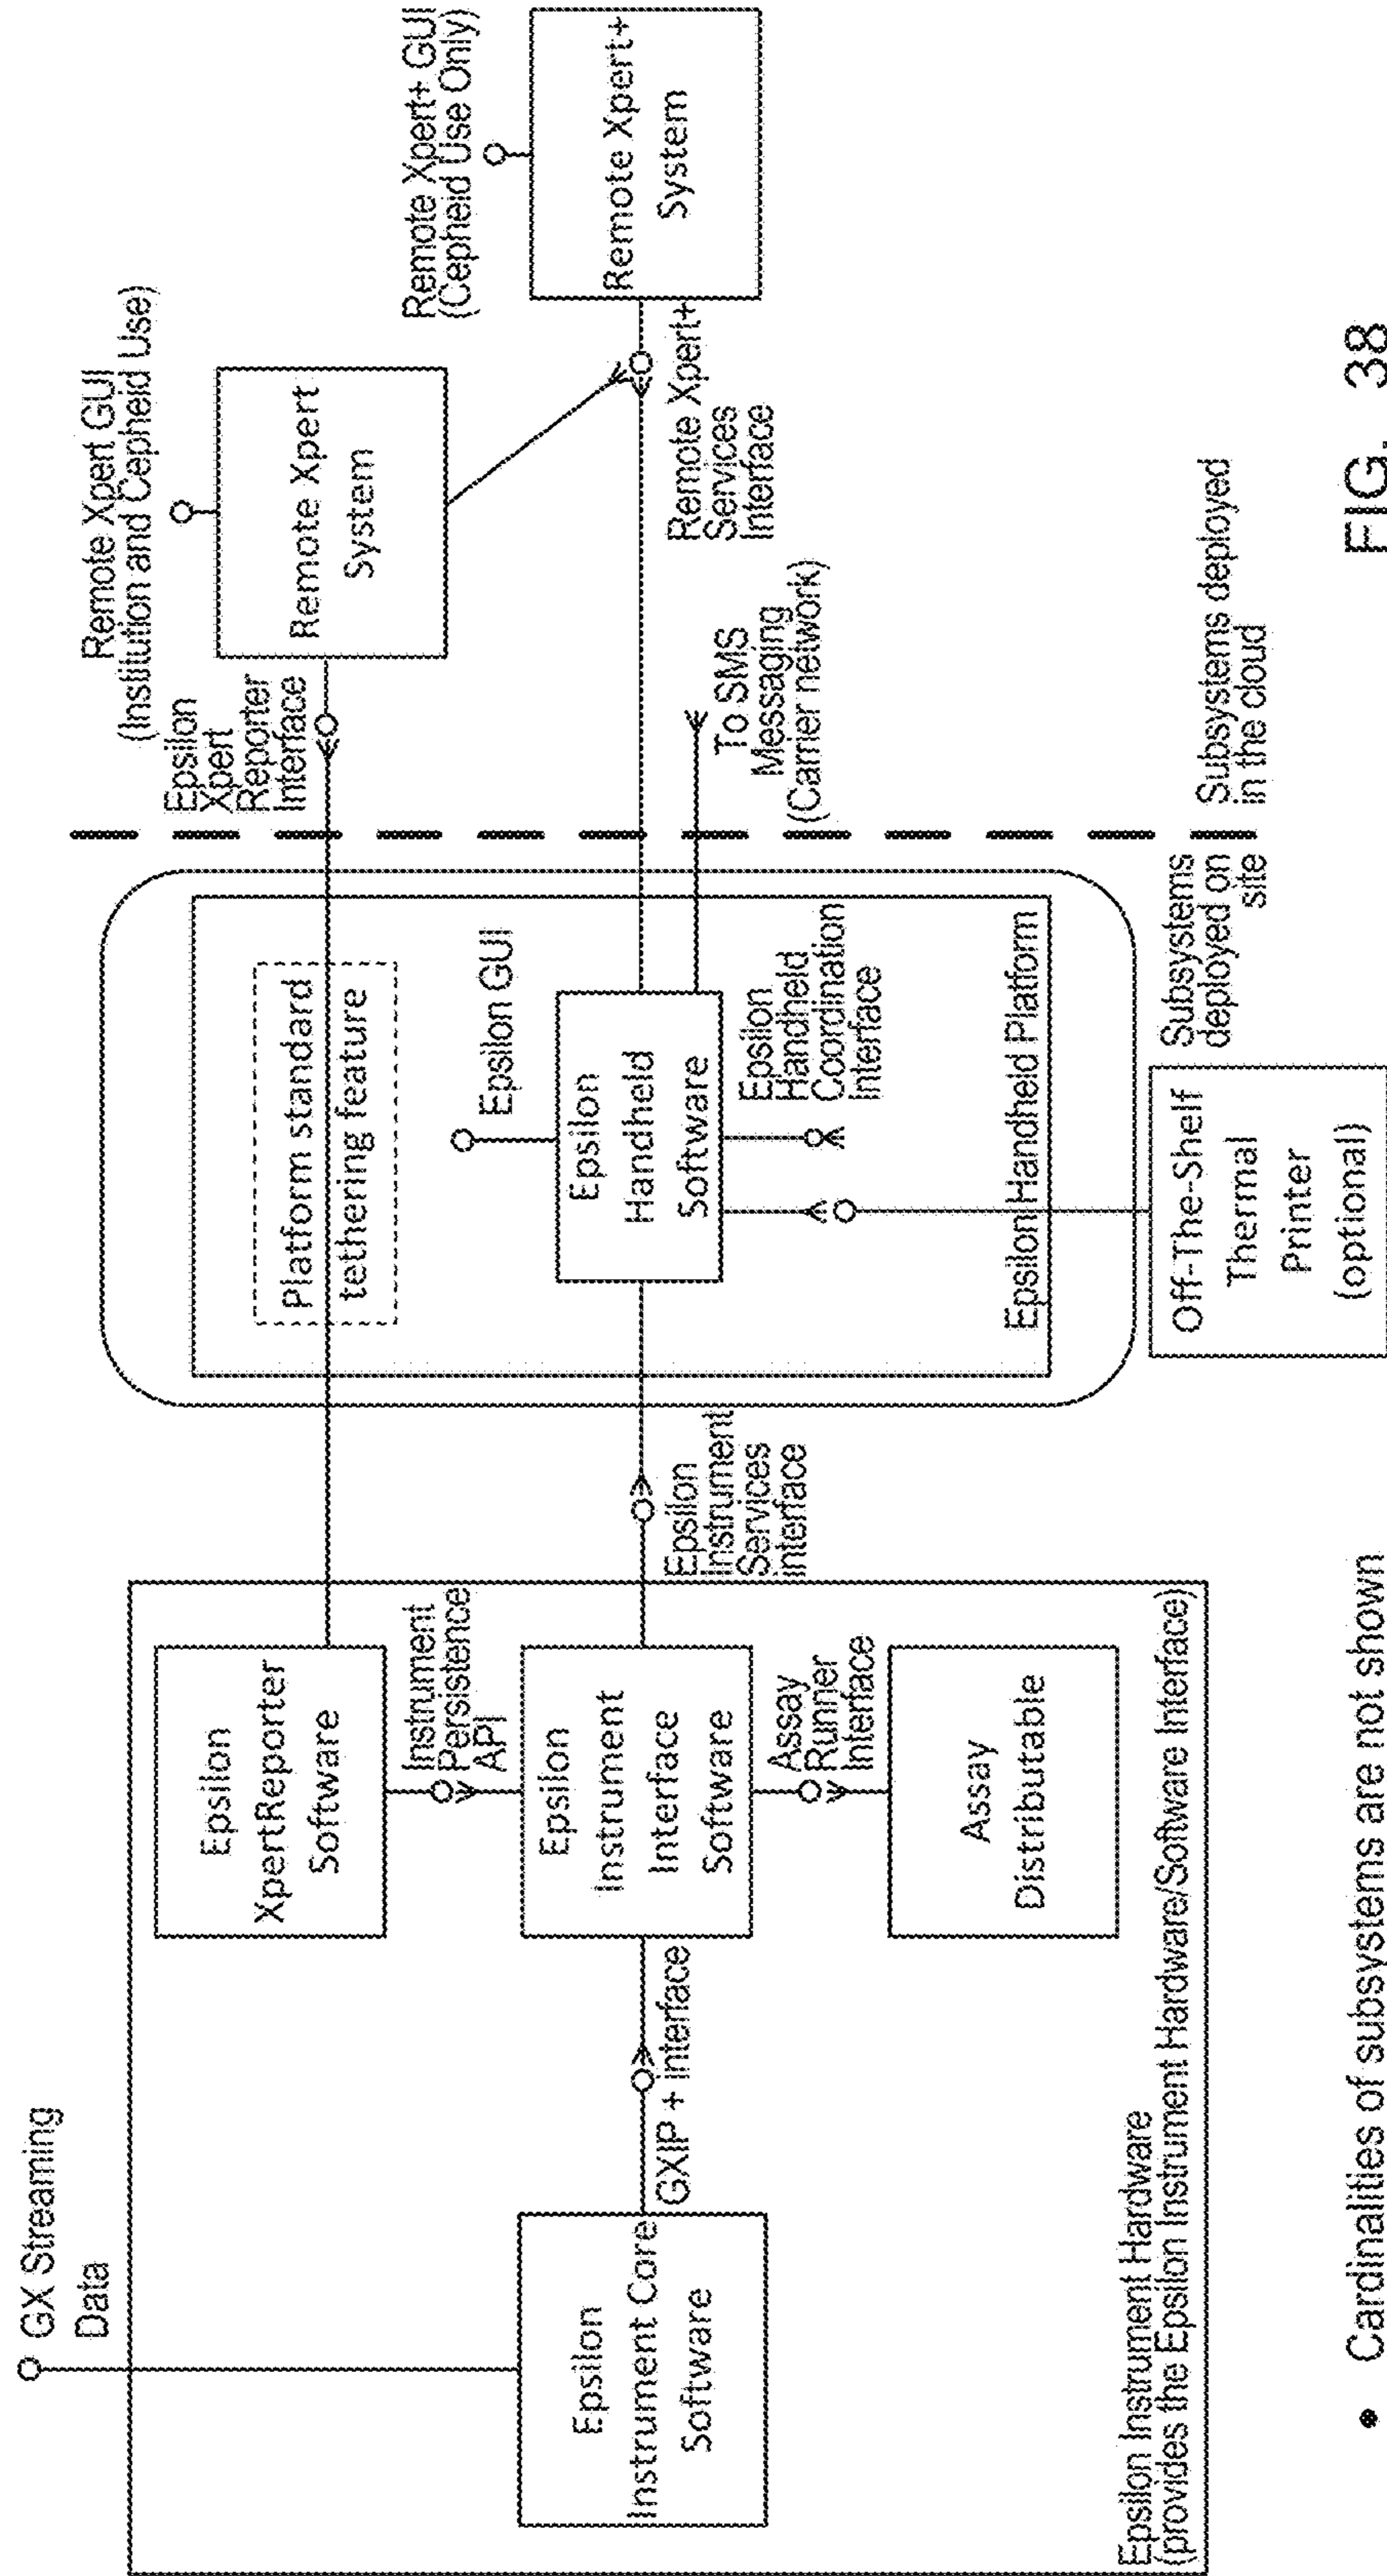 GX Streaming
Data
Epsilon
Instrument Core
Software
GXIP + interface
Epsilon
XpertReporter
Software
Instrument
Persistence
API
Epsilon
Instrument
Interface
Software
Assay
Runner
Interface
Assay
Distributable
Epsilon Instrument Hardware
(provides the Epsilon Instrument Hardware/Software Interface)
Epsilon
Instrument
Services
interface
Platform standard
tethering feature
Epsilon GUI
Epsilon
Handheld
Software
Epsilon
Handheld
Coordination
Interface
Epsilon Handheld Platform
Off-The-Shelf
Thermal
Printer
(optional)
Subsystems
deployed on
site
Subsystems deployed
in the cloud
Epsilon
Xpert
Reporter
Interface
Remote Xpert GUI
(Institution and Cepheid Use)
Remote Xpert
System
To SMS
Messaging
(Carrier network)
Remote Xpert+
Services
Interface
Remote Xpert+ GUI
(Cepheid Use Only)
Remote Xpert+
System
• Cardinalities of subsystems are not shown
FIG. 38